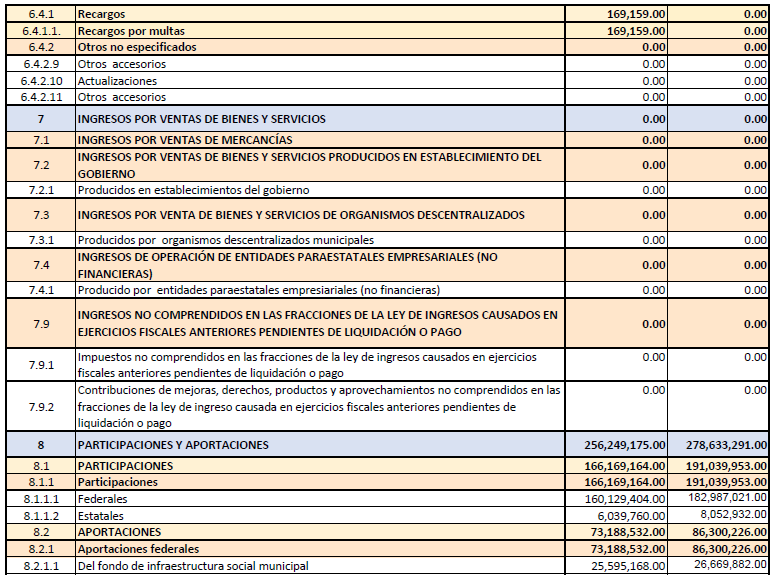 6.4.1 Recargos 169,159.00 0.00
6.4.1.1. Recargos por multas 169,159.00 0.00
6.4.2 Otros no especificados 0.00 0.00
6.4.2.9 Otros accesorios 0.00 0.00
6.4.2.10 Actualizaciones 0.00 0.00
6.4.2.11 Otros accesorios 0.00 0.00
7 INGRESOS POR VENTAS DE BIENES Y SERVICIOS 0.00 0.00
7.1 INGRESOS POR VENTAS DE MERCANCÍAS 0.00 0.00
7.2 INGRESOS POR VENTAS DE BIENES Y SERVICIOS PRODUCIDOS EN ESTABLECIMIENTO DEL
GOBIERNO 0.00 0.00
7.2.1 Producidos en establecimientos del gobierno 0.00 0.00
7.3 INGRESOS POR VENTA DE BIENES Y SERVICIOS DE ORGANISMOS DESCENTRALIZADOS 0.00 0.00
7.3.1 Producidos por organismos descentralizados municipales 0.00 0.00
7.4 INGRESOS DE OPERACIÓN DE ENTIDADES PARAESTATALES EMPRESARIALES (NO
FINANCIERAS) 0.00 0.00
7.4.1 Producido por entidades paraestatales empresiariales (no financieras) 0.00 0.00
7.9 INGRESOS NO COMPRENDIDOS EN LAS FRACCIONES DE LA LEY DE INGRESOS CAUSADOS EN
EJERCICIOS FISCALES ANTERIORES PENDIENTES DE LIQUIDACIÓN O PAGO 0.00 0.00
7.9.1 Impuestos no comprendidos en las fracciones de la ley de ingresos causados en ejercicios 0.00 0.00
fiscales anteriores pendientes de liquidación o pago
7.9.2 Contribuciones de mejoras, derechos, productos y aprovechamientos no comprendidos en las 0.00 0.00
fracciones de la ley de ingreso causada en ejercicios fiscales anteriores pendientes de
liquidación o pago
8 PARTICIPACIONES Y APORTACIONES 256,249,175.00 278,633,291.00
8.1 PARTICIPACIONES 166,169,164.00 191,039,953.00
8.1.1 Participaciones 166,169,164.00 191,039,953.00
8.1.1.1 Federales 160,129,404.00 182,987,021.00
8.1.1.2 Estatales 6,039,760.00 8,052,932.00
8.2 APORTACIONES 73,188,532.00 86,300,226.00
8.2.1 Aportaciones federales 73,188,532.00 86,300,226.00
8.2.1.1 Del fondo de infraestructura social municipal 25,595,168.00 26,669,882.00